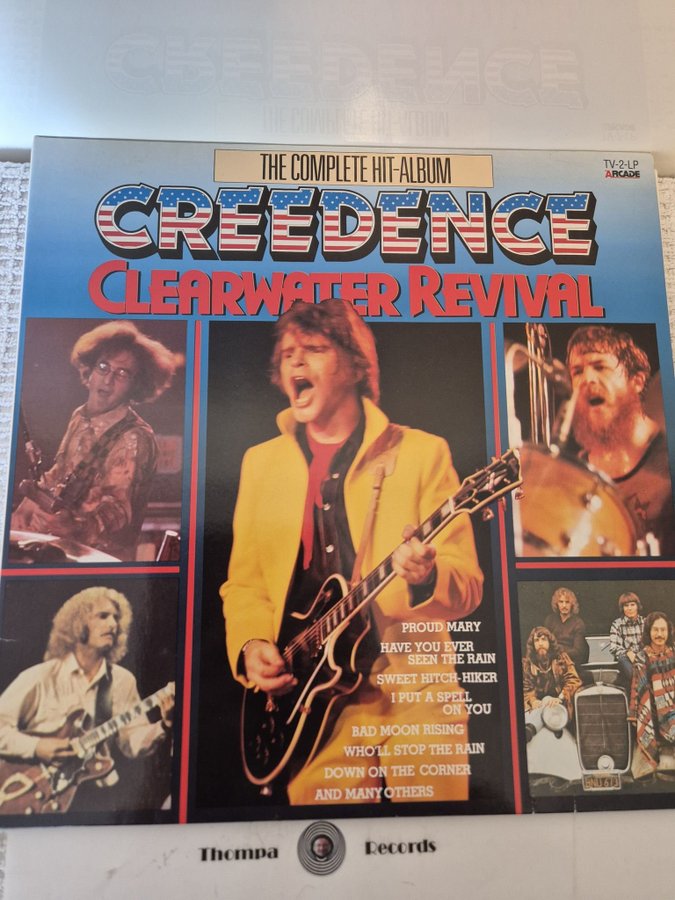 THE COMPLETE HIT-ALBUM
TV-2-LP
ARCADE
CREEDENCE
CLEARWATER REVIVAL
PROUD MARY
HAVE YOU EVER
SEEN THE RAIN
SWEET HITCH-HIKER
I PUT A SPELL
ON YOU
BAD MOON RISING
WHO'LL STOP THE RAIN
DOWN ON THE CORNER
AND MANY OTHERS
Thompa Records